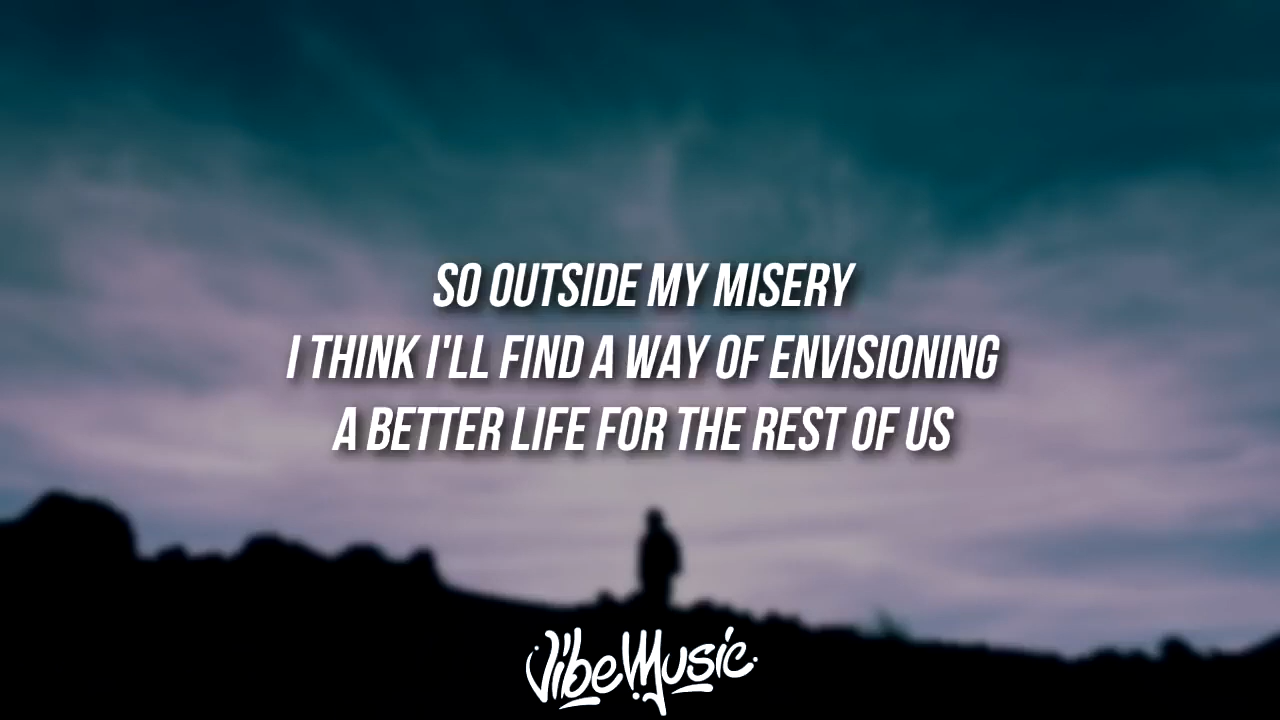 SO OUTSIDE MY MISERY
I THINK I'LL FIND A WAY OF ENVISIONING
A BETTER LIFE FOR THE REST OF US
VibeMusic